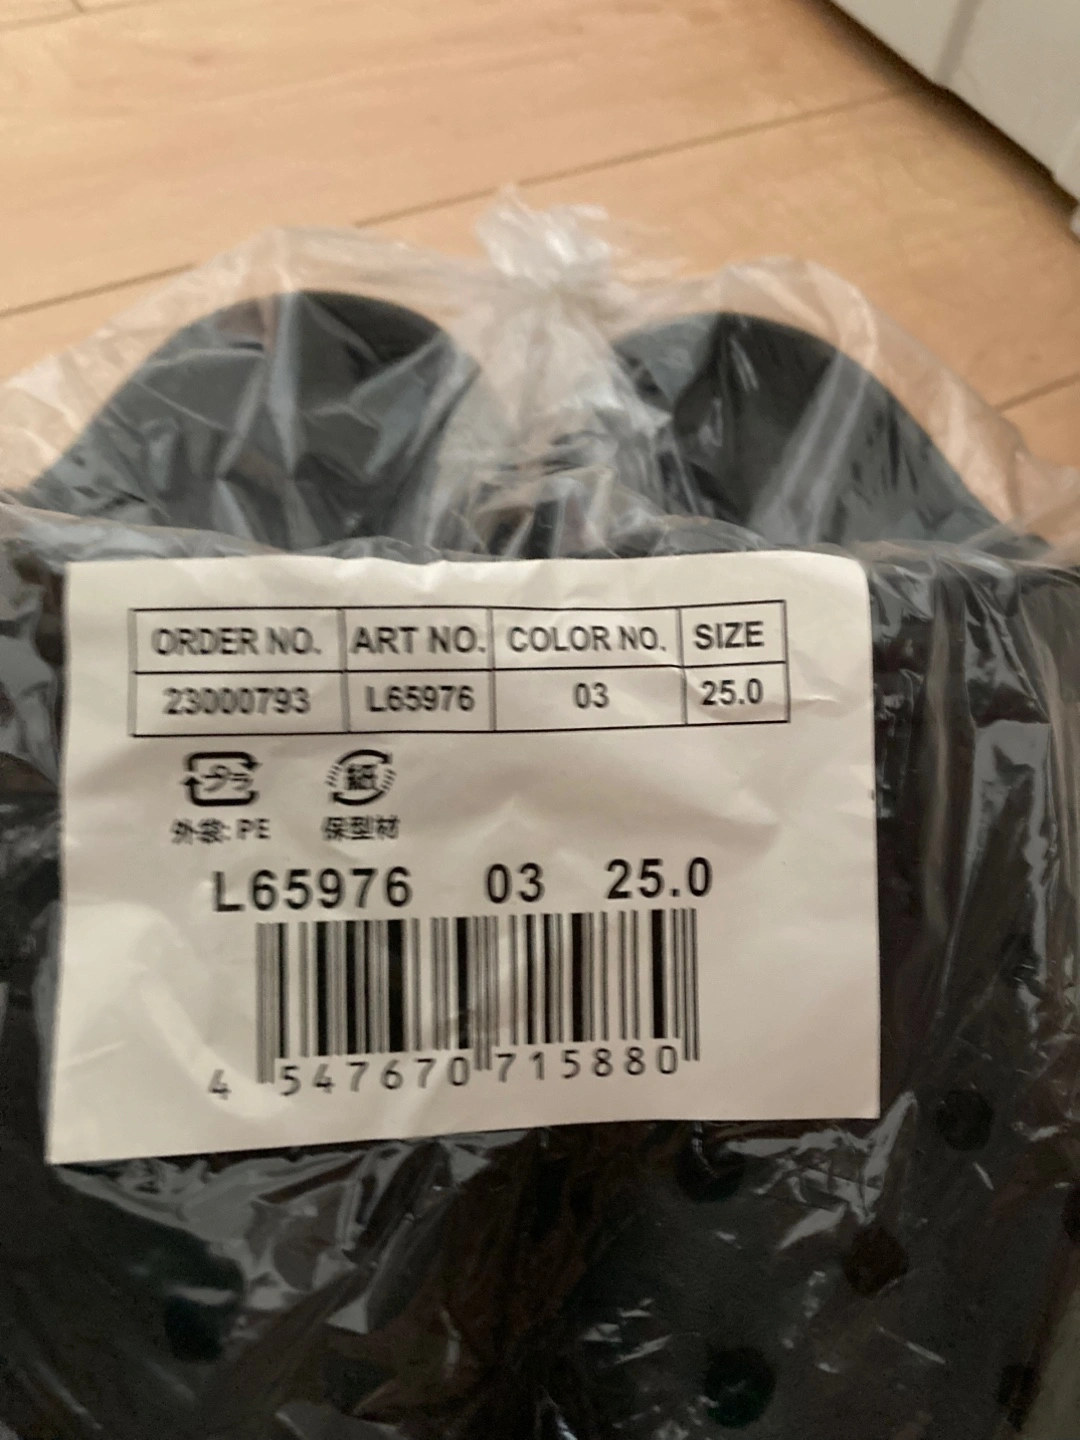 ORDER NO. ART NO. COLOR NO. SIZE
23000793 L65976 03 25.0
プラ 紙
外袋: PE 保型材
L65976 03 25.0
4 547670 715880